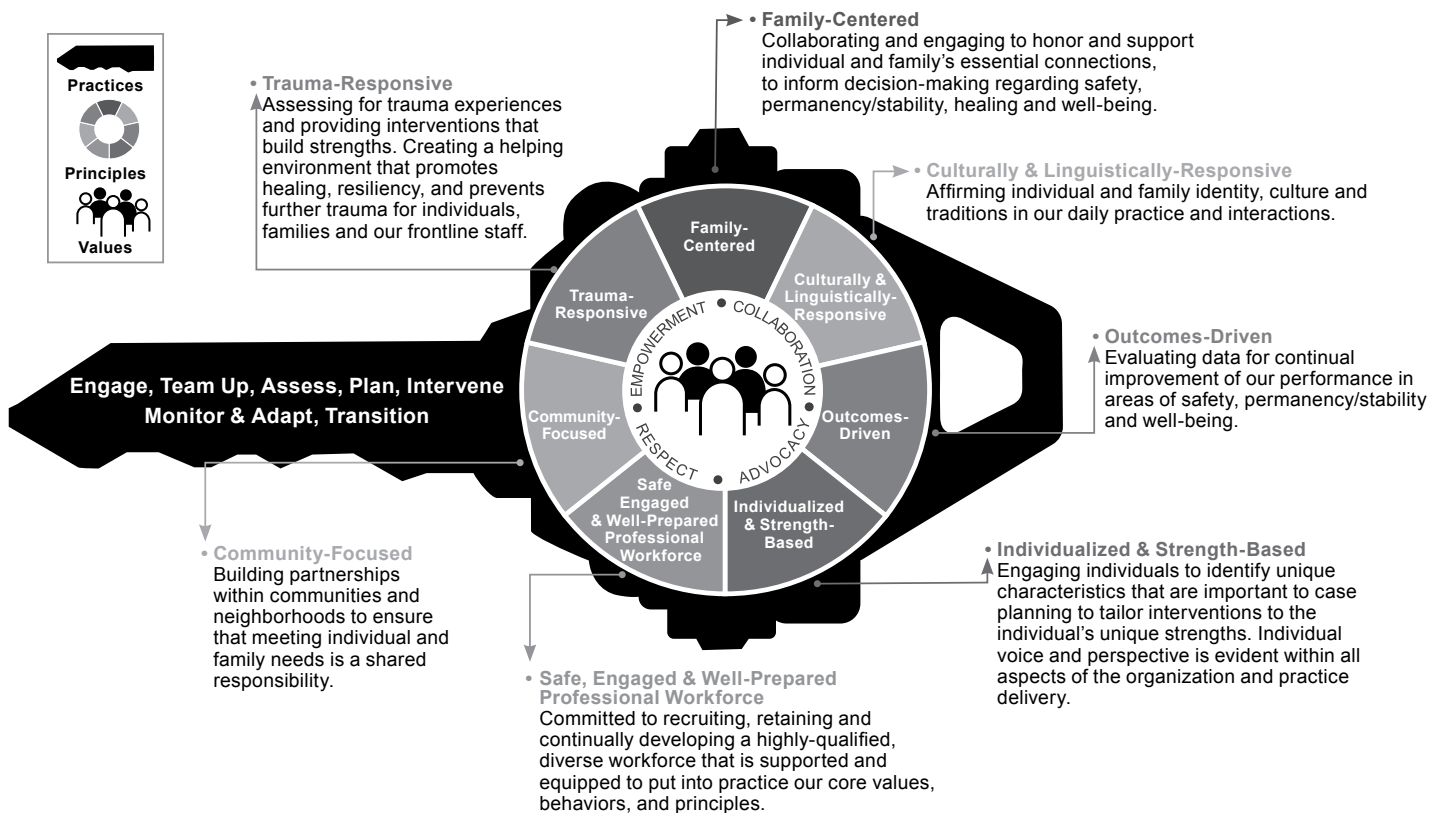 Practices
Principles
Values
• Trauma-Responsive
Assessing for trauma experiences
and providing interventions that
build strengths. Creating a helping
environment that promotes
healing, resiliency, and prevents
further trauma for individuals,
families and our frontline staff.
• Family-Centered
Collaborating and engaging to honor and support
individual and family’s essential connections,
to inform decision-making regarding safety,
permanency/stability, healing and well-being.
• Culturally & Linguistically-Responsive
Affirming individual and family identity, culture and
traditions in our daily practice and interactions.
• Outcomes-Driven
Evaluating data for continual
improvement of our performance in
areas of safety, permanency/stability
and well-being.
Engage, Team Up, Assess, Plan, Intervene
Monitor & Adapt, Transition
Family-
Centered
Culturally &
Linguistically-
Responsive
Outcomes-
Driven
Individualized
& Strength-
Based
Safe
Engaged
& Well-Prepared
Professional
Workforce
Community-
Focused
Trauma-
Responsive
EMPOWERMENT • COLLABORATION • ADVOCACY • RESPECT •
• Community-Focused
Building partnerships
within communities and
neighborhoods to ensure
that meeting individual and
family needs is a shared
responsibility.
• Safe, Engaged & Well-Prepared
Professional Workforce
Committed to recruiting, retaining and
continually developing a highly-qualified,
diverse workforce that is supported and
equipped to put into practice our core values,
behaviors, and principles.
• Individualized & Strength-Based
Engaging individuals to identify unique
characteristics that are important to case
planning to tailor interventions to the
individual’s unique strengths. Individual
voice and perspective is evident within all
aspects of the organization and practice
delivery.